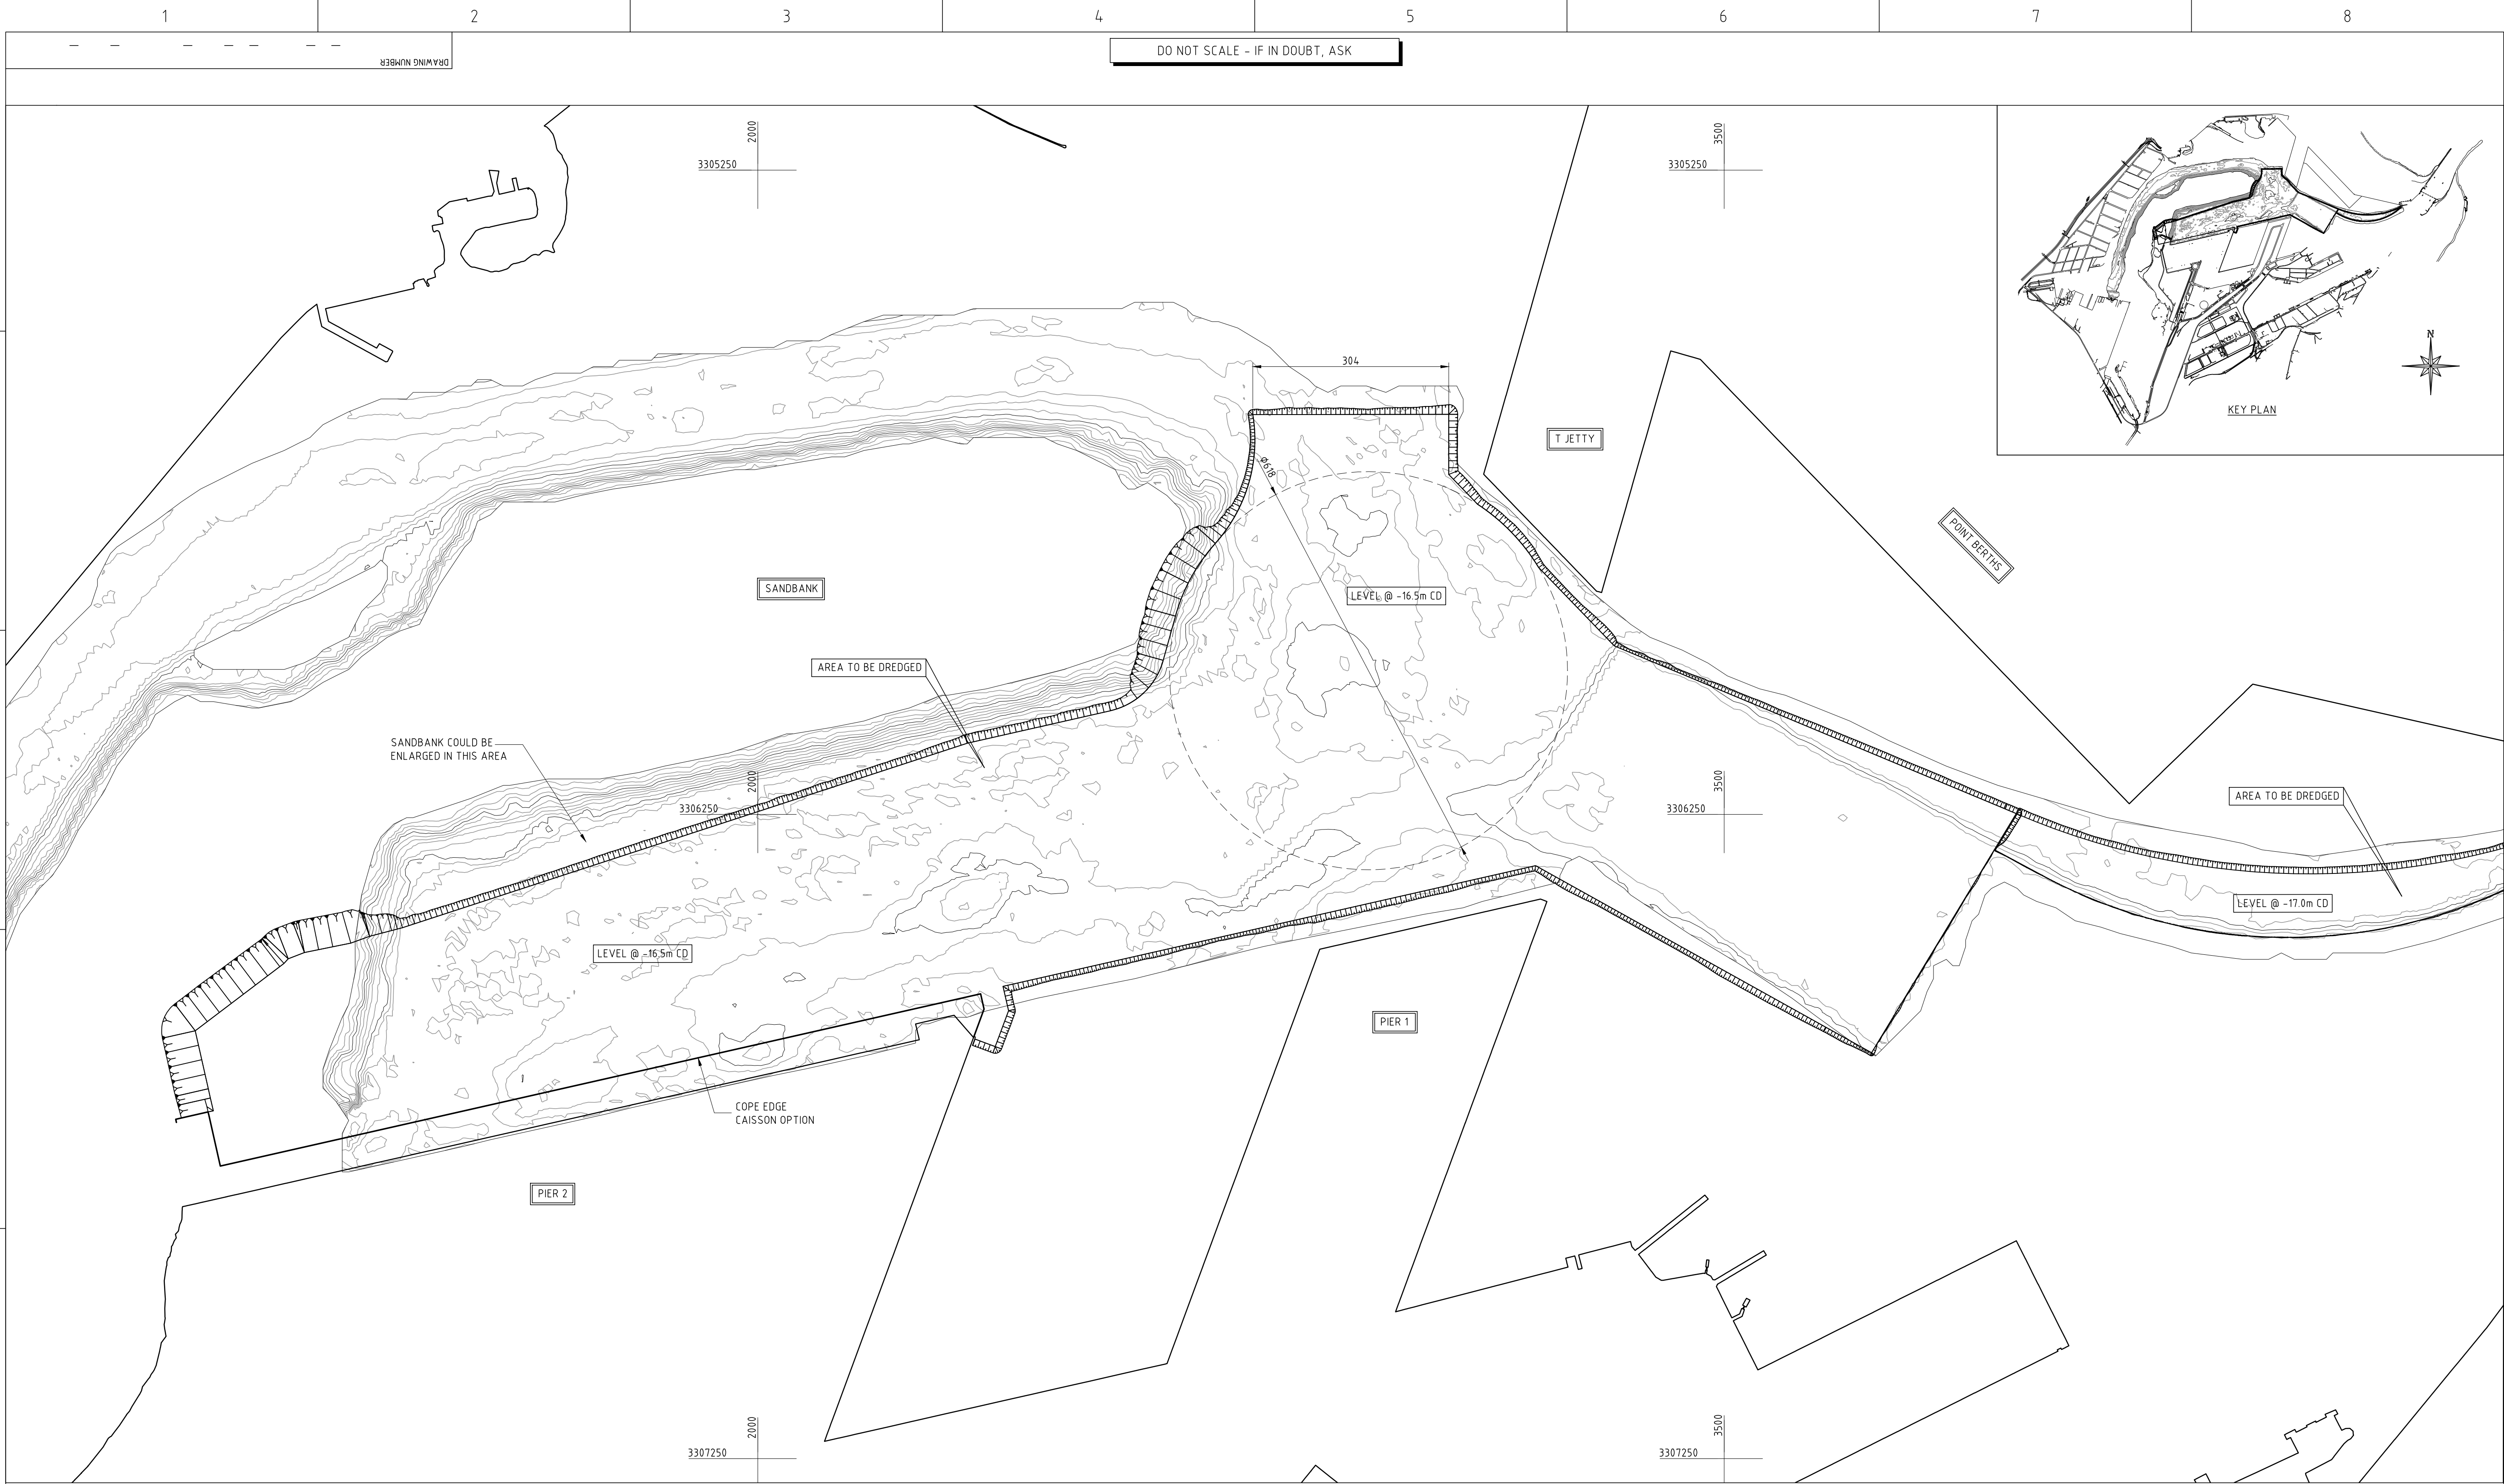 1 2 3 4 5 6 7 8
DRAWING NUMBER
DO NOT SCALE - IF IN DOUBT, ASK
2000
3305250
3500
3305250
N
KEY PLAN
304
T JETTY
Ø618
POINT BERTHS
SANDBANK
LEVEL @ -16.5m CD
AREA TO BE DREDGED
SANDBANK COULD BE
ENLARGED IN THIS AREA
2000
3306250
3500
3306250
AREA TO BE DREDGED
LEVEL @ -17.0m CD
LEVEL @ -16.5m CD
PIER 1
COPE EDGE
CAISSON OPTION
PIER 2
2000
3307250
3500
3307250